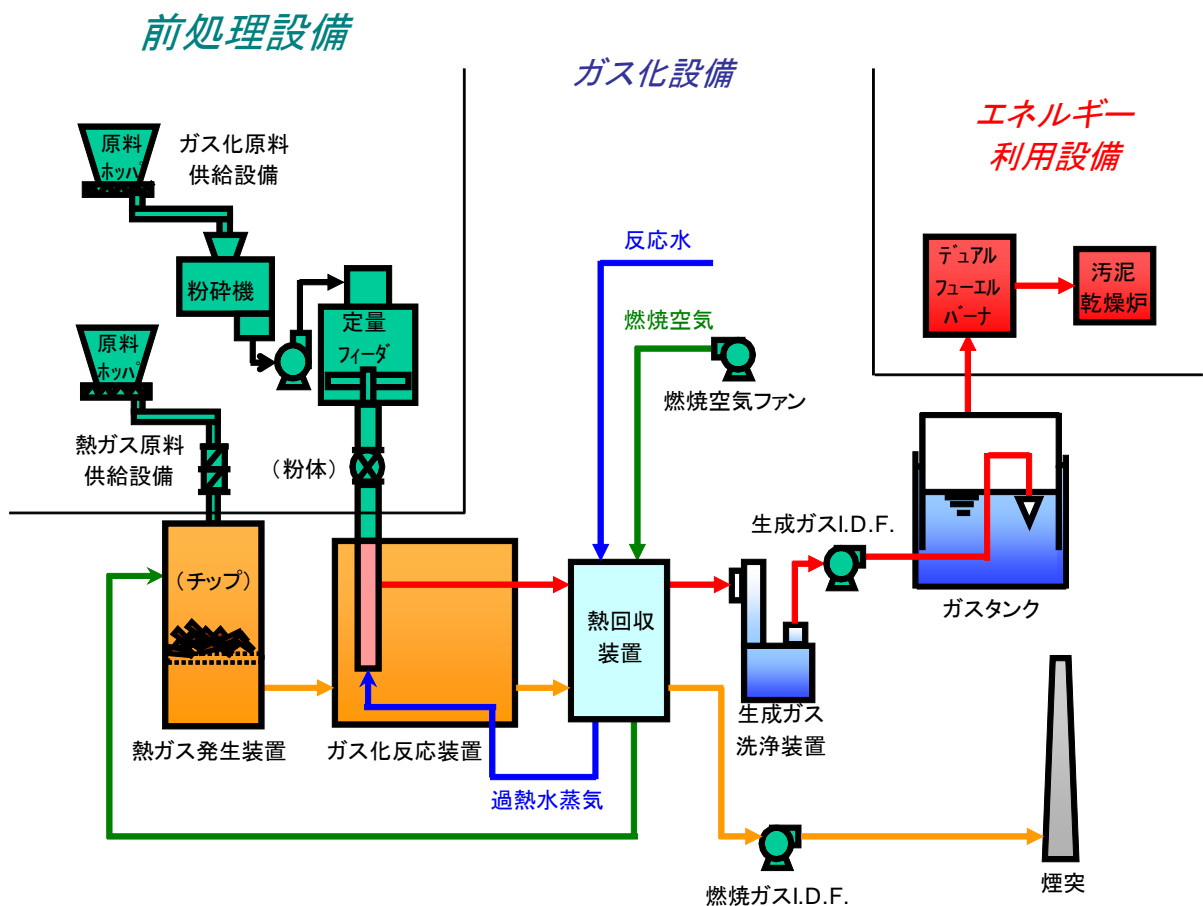 前処理設備
ガス化設備
エネルギー
利用設備
原料
ホッパ
ガス化原料
供給設備
粉砕機
定量
フィーダ
原料
ホッパ
熱ガス原料
供給設備
(粉体)
反応水
燃焼空気
燃焼空気ファン
デュアル
フューエル
バーナ
汚泥
乾燥炉
(チップ)
熱ガス発生装置
ガス化反応装置
熱回収
装置
過熱水蒸気
生成ガスI.D.F.
生成ガス
洗浄装置
ガスタンク
燃焼ガスI.D.F.
煙突